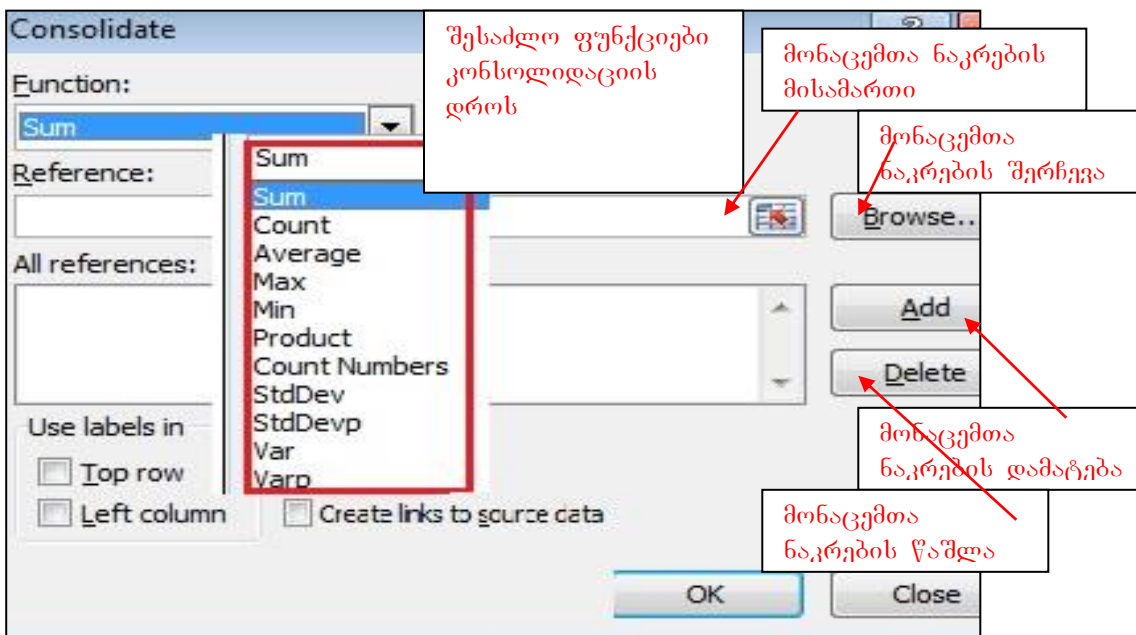 Consolidate
შესაძლო ფუნქციები
კონსოლიდაციის
დროს
მონაცემთა ნაკრების
მისამართი
Function:
Sum
მონაცემთა
ნაკრების შერჩევა
Reference:
Browse..
Sum
Sum
Count
Average
Max
Min
Product
Count Numbers
StdDev
StdDevp
Var
Varp
All references:
Add
Delete
მონაცემთა
ნაკრების დამატება
Use labels in
Top row
Left column
Create links to source data
მონაცემთა
ნაკრების წაშლა
OK
Close